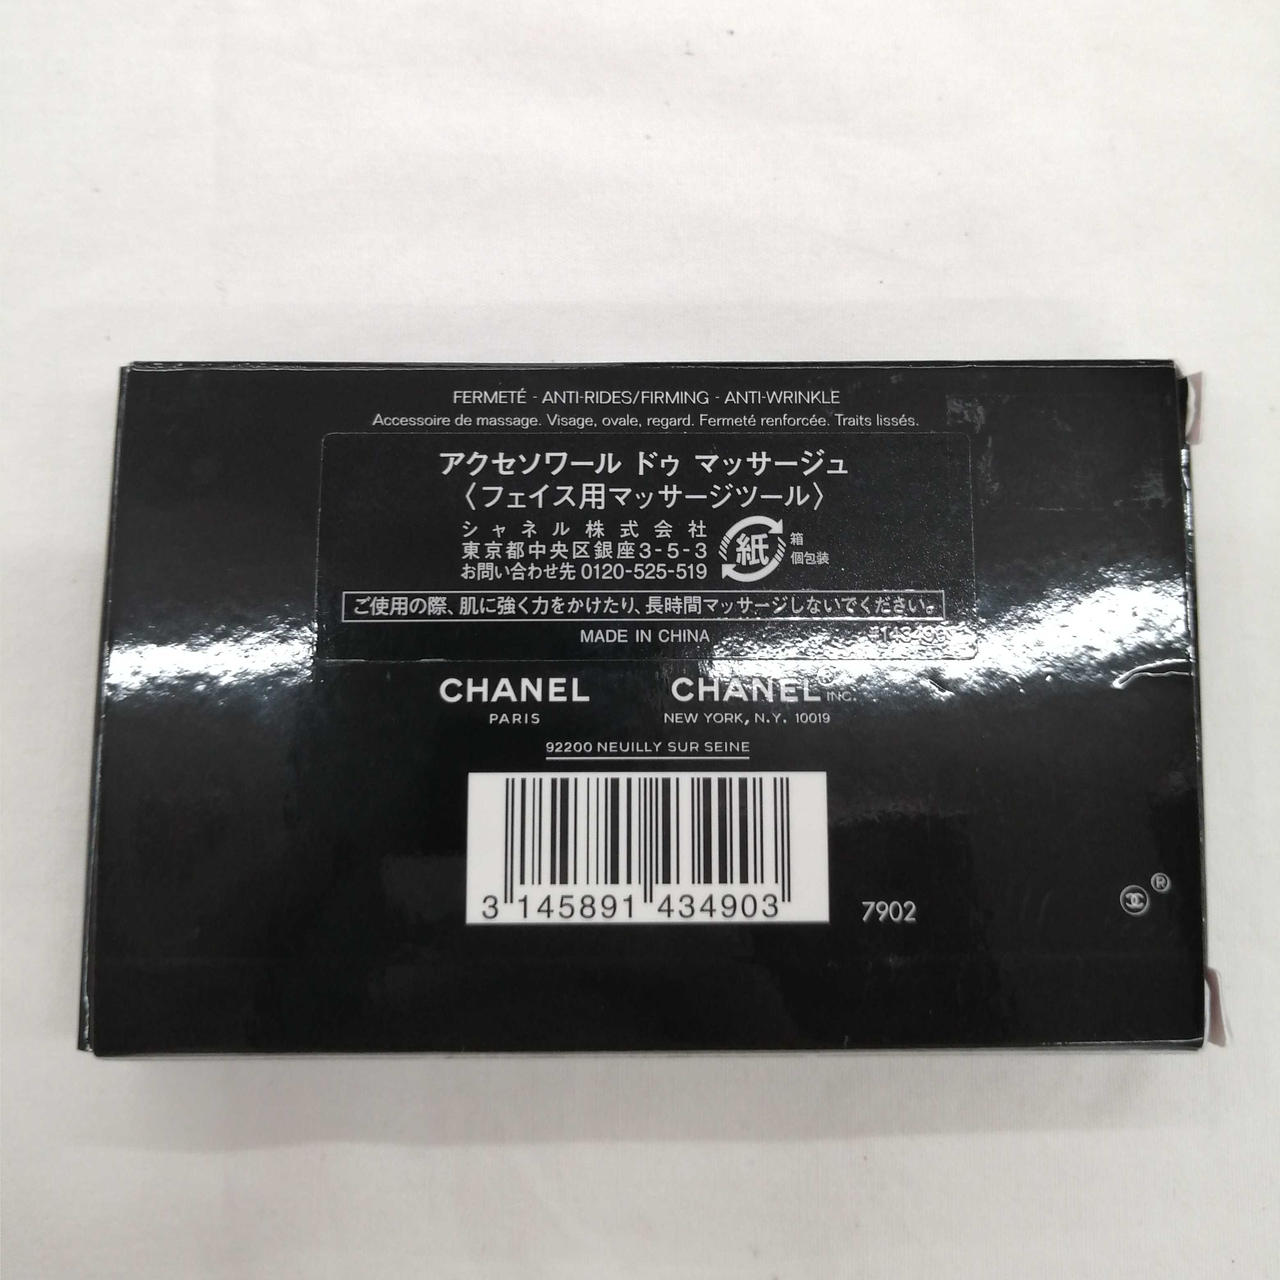 FERMETÉ - ANTI-RIDES/FIRMING - ANTI-WRINKLE
Accessoire de massage. Visage, ovale, regard. Fermeté renforcée. Traits lissés.
アクセソワール ドゥ マッサージュ
〈フェイス用マッサージツール〉
シャネル株式会社
東京都中央区銀座3-5-3
お問い合わせ先 0120-525-519
紙
箱
個包装
ご使用の際、肌に強く力をかけたり、長時間マッサージしないでください。
MADE IN CHINA
CHANEL
PARIS
CHANEL® INC.
NEW YORK, N.Y. 10019
92200 NEUILLY SUR SEINE
3 145891 434903
7902
®